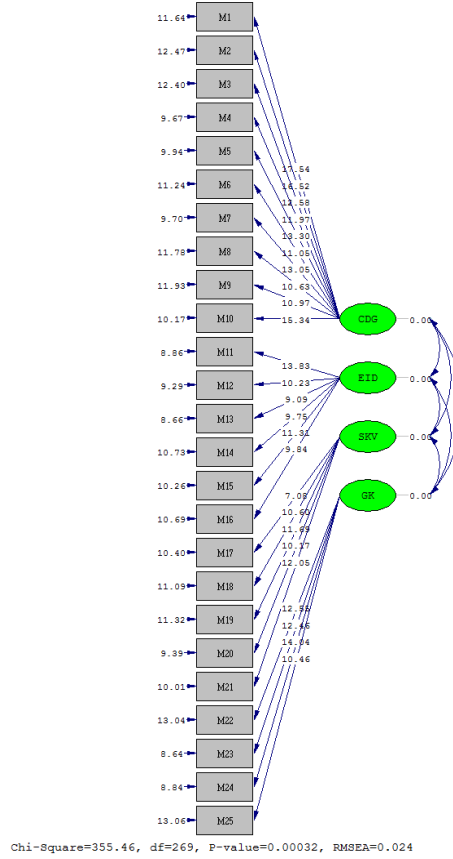 11.64 M1
12.47 M2
12.40 M3
9.67 M4
9.94 M5
17.54
11.24 M6 16.52
12.58
9.70 M7 11.97
13.30
11.78 M8 11.05
13.05
11.93 M9 10.63
10.97
10.17 M10 15.34 CDG 0.00
8.86 M11
13.83
9.29 M12 10.23 EID 0.00
9.09
8.66 M13 9.75
10.73 M14 11.31 SKV 0.00
9.84
10.26 M15
GK 0.00
10.69 M16 10.60
11.69
10.40 M17 10.17
12.05
11.09 M18
11.32 M19 12.46
14.04
9.39 M20 10.46
10.01 M21
13.04 M22
8.64 M23
8.84 M24
13.06 M25
Chi-Square=355.46, df=269, P-value=0.00032, RMSEA=0.024